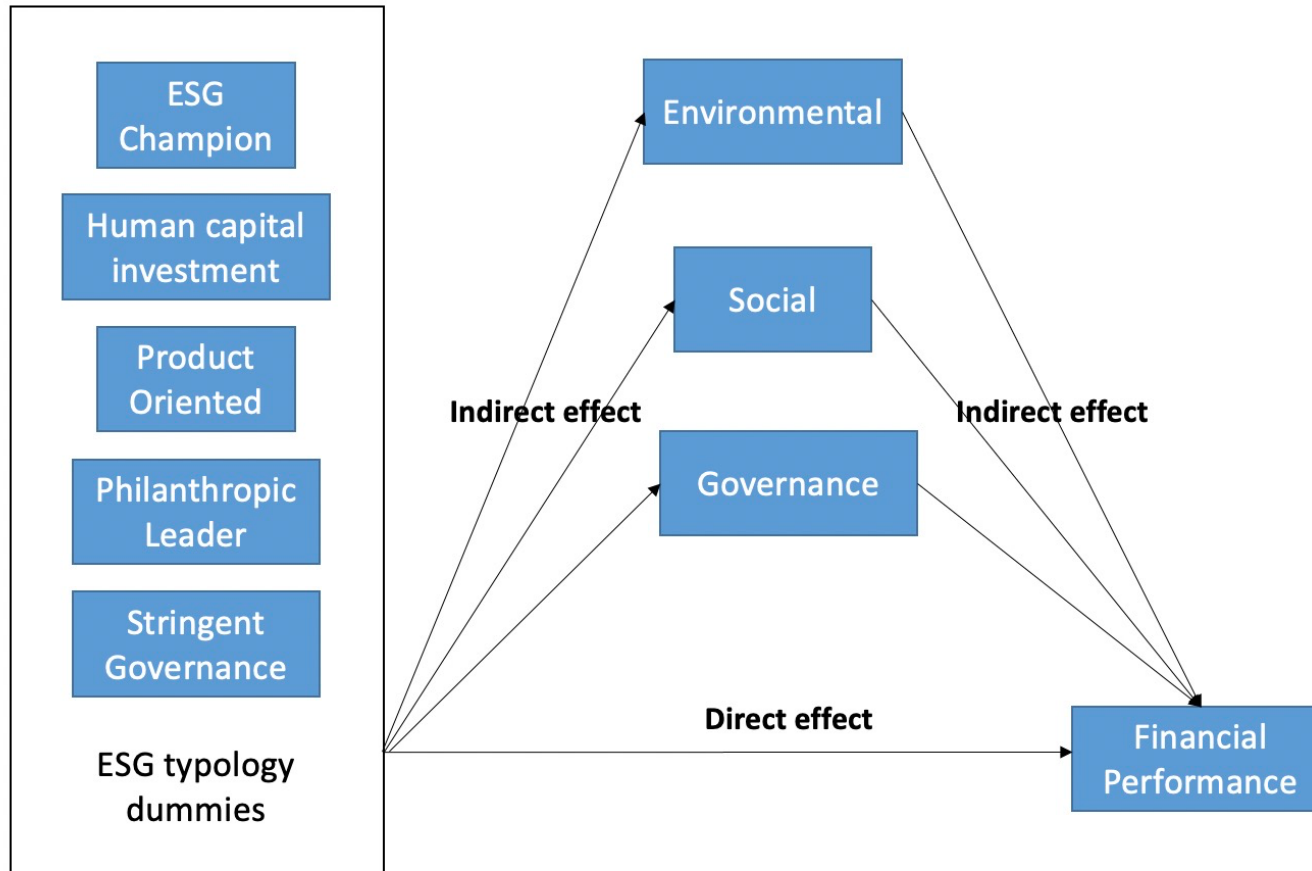 ESG
Champion
Human capital
investment
Product
Oriented
Philanthropic
Leader
Stringent
Governance
ESG typology
dummies
Environmental
Social
Indirect effect
Indirect effect
Governance
Direct effect
Financial
Performance